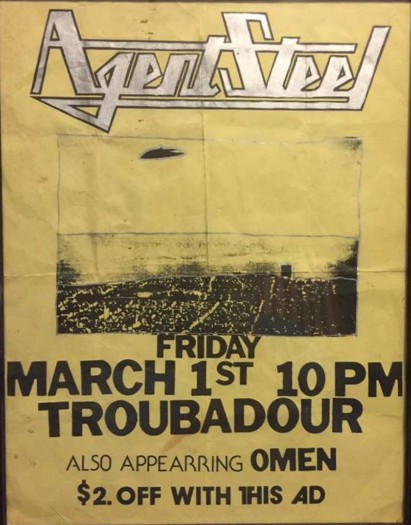 Agent Steel
FRIDAY
MARCH 1ST 10 PM
TROUBADOUR
ALSO APPEARRING OMEN
$2. OFF WITH THIS AD